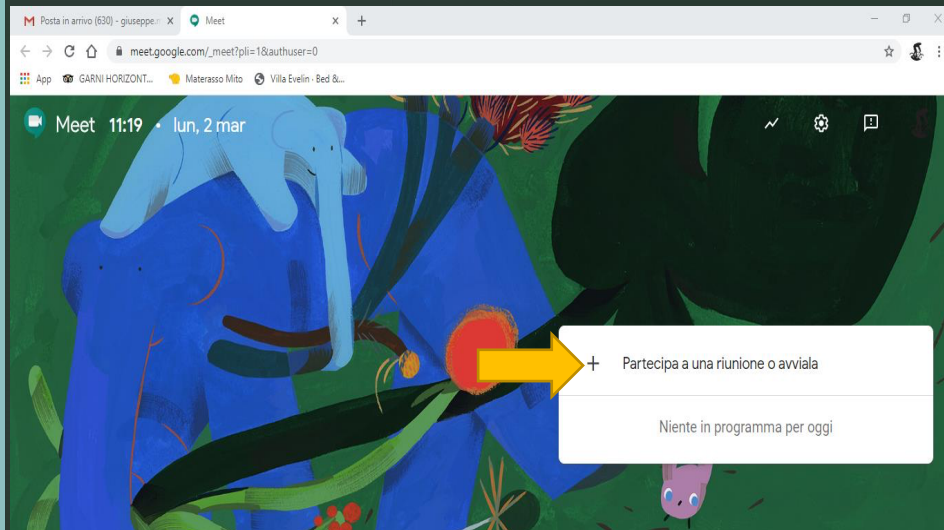 Posta in arrivo (630) - giuseppe.r
Meet
meet.google.com/_meet?pli=1&authuser=0
App
GARNI HORIZONT...
Materasso Mito
Villa Evelin - Bed &...
Meet 11:19 • lun, 2 mar
Partecipa a una riunione o avviala
Niente in programma per oggi